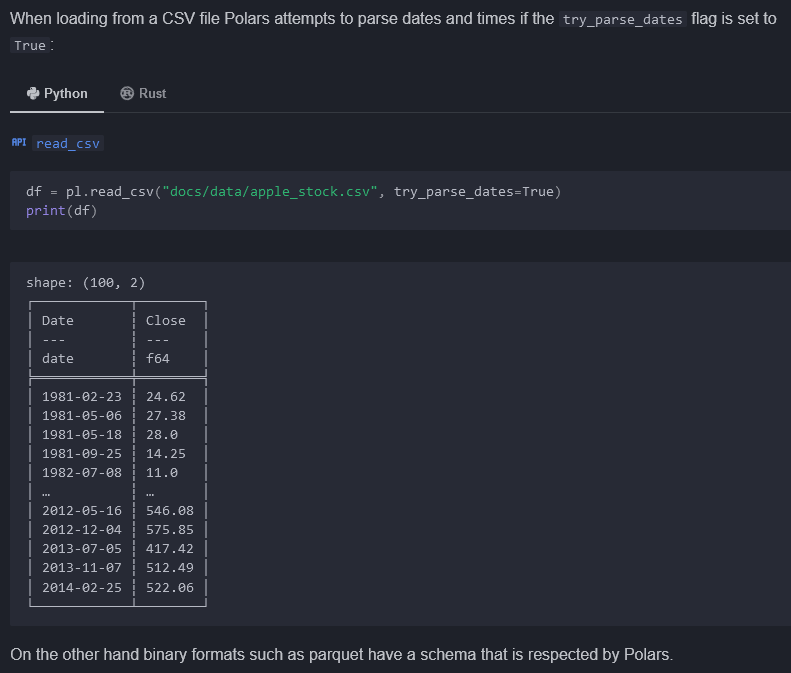 When loading from a CSV file Polars attempts to parse dates and times if the try_parse_dates flag is set to
True:
Python Rust
API read_csv
df = pl.read_csv("docs/data/apple_stock.csv", try_parse_dates=True)
print(df)
shape: (100, 2)
┌────────────┬────────┐
│ Date       ┆ Close  │
│ ---        ┆ ---    │
│ date       ┆ f64    │
╞════════════╪════════╡
│ 1981-02-23 ┆ 24.62  │
│ 1981-05-06 ┆ 27.38  │
│ 1981-05-18 ┆ 28.0   │
│ 1981-09-25 ┆ 14.25  │
│ 1982-07-08 ┆ 11.0   │
│ …          ┆ …      │
│ 2012-05-16 ┆ 546.08 │
│ 2012-12-04 ┆ 575.85 │
│ 2013-07-05 ┆ 417.42 │
│ 2013-11-07 ┆ 512.49 │
│ 2014-02-25 ┆ 522.06 │
└────────────┴────────┘
On the other hand binary formats such as parquet have a schema that is respected by Polars.